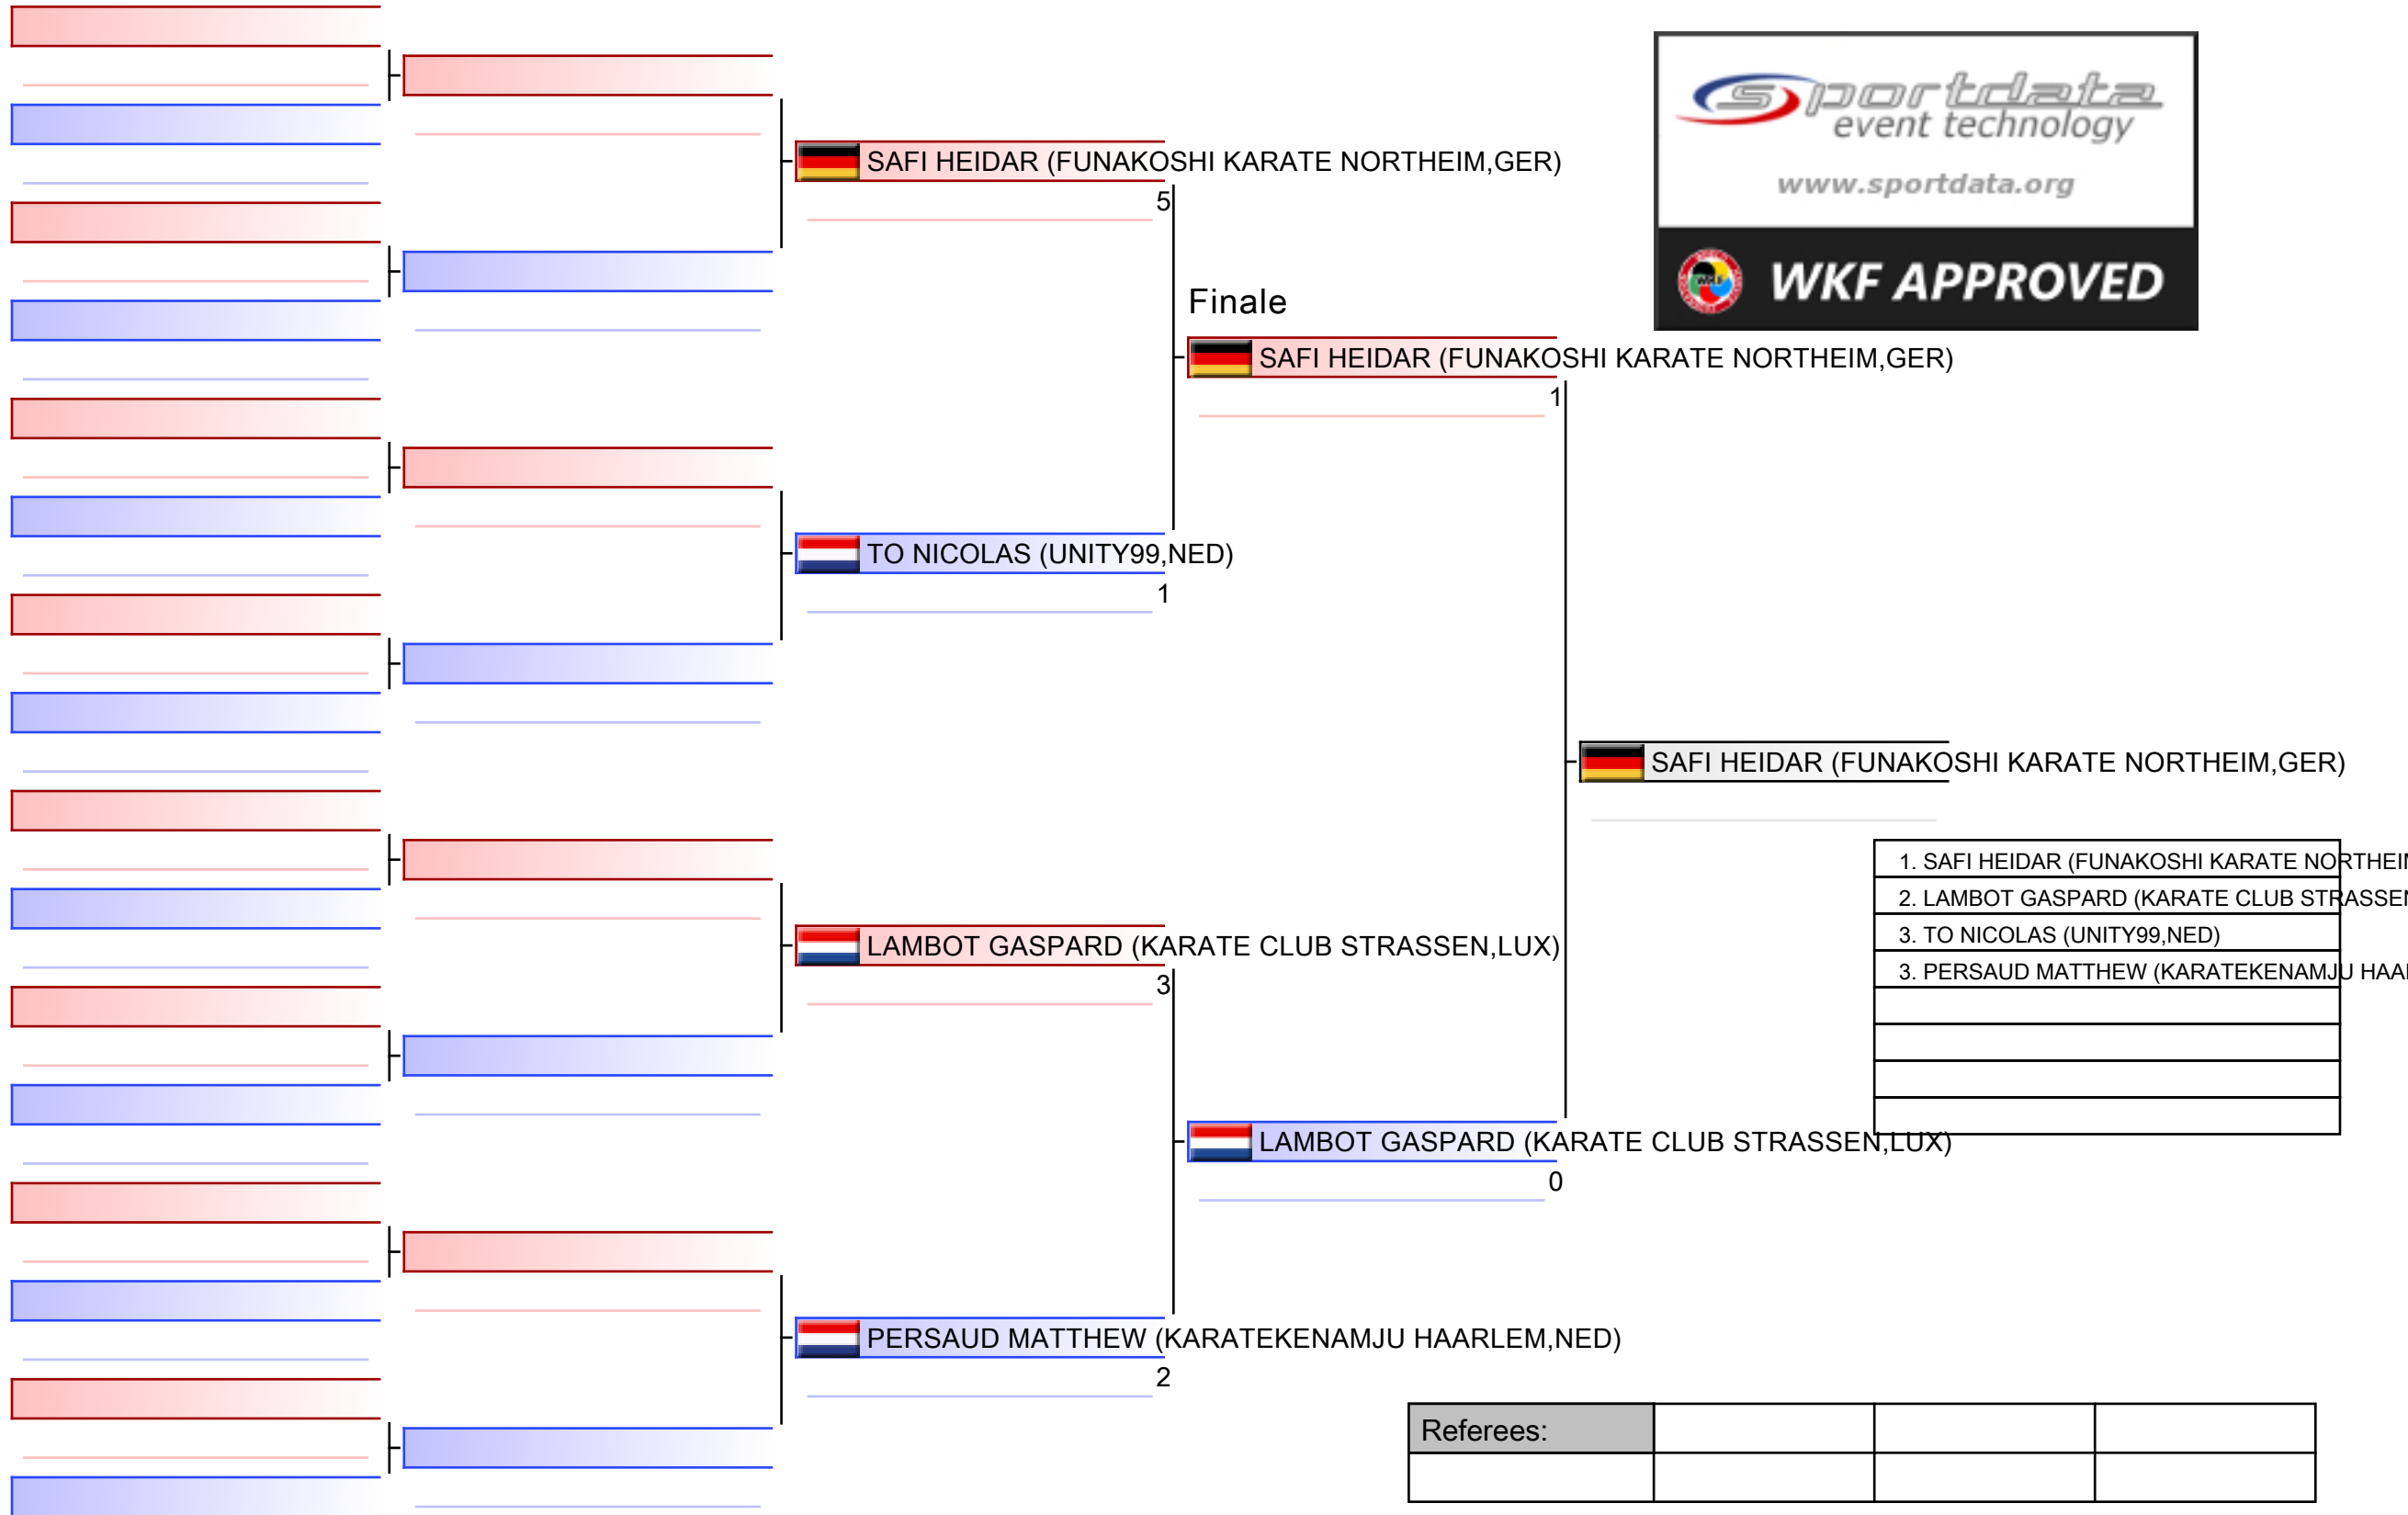 sportdata
event technology
www.sportdata.org
WKF APPROVED
SAFI HEIDAR (FUNAKOSHI KARATE NORTHEIM,GER)
5
Finale
SAFI HEIDAR (FUNAKOSHI KARATE NORTHEIM,GER)
1
TO NICOLAS (UNITY99,NED)
1
SAFI HEIDAR (FUNAKOSHI KARATE NORTHEIM,GER)
1. SAFI HEIDAR (FUNAKOSHI KARATE NORTHEIM
2. LAMBOT GASPARD (KARATE CLUB STRASSEN
3. TO NICOLAS (UNITY99,NED)
3. PERSAUD MATTHEW (KARATEKENAMJU HAAR
LAMBOT GASPARD (KARATE CLUB STRASSEN,LUX)
3
LAMBOT GASPARD (KARATE CLUB STRASSEN,LUX)
0
PERSAUD MATTHEW (KARATEKENAMJU HAARLEM,NED)
2
Referees: